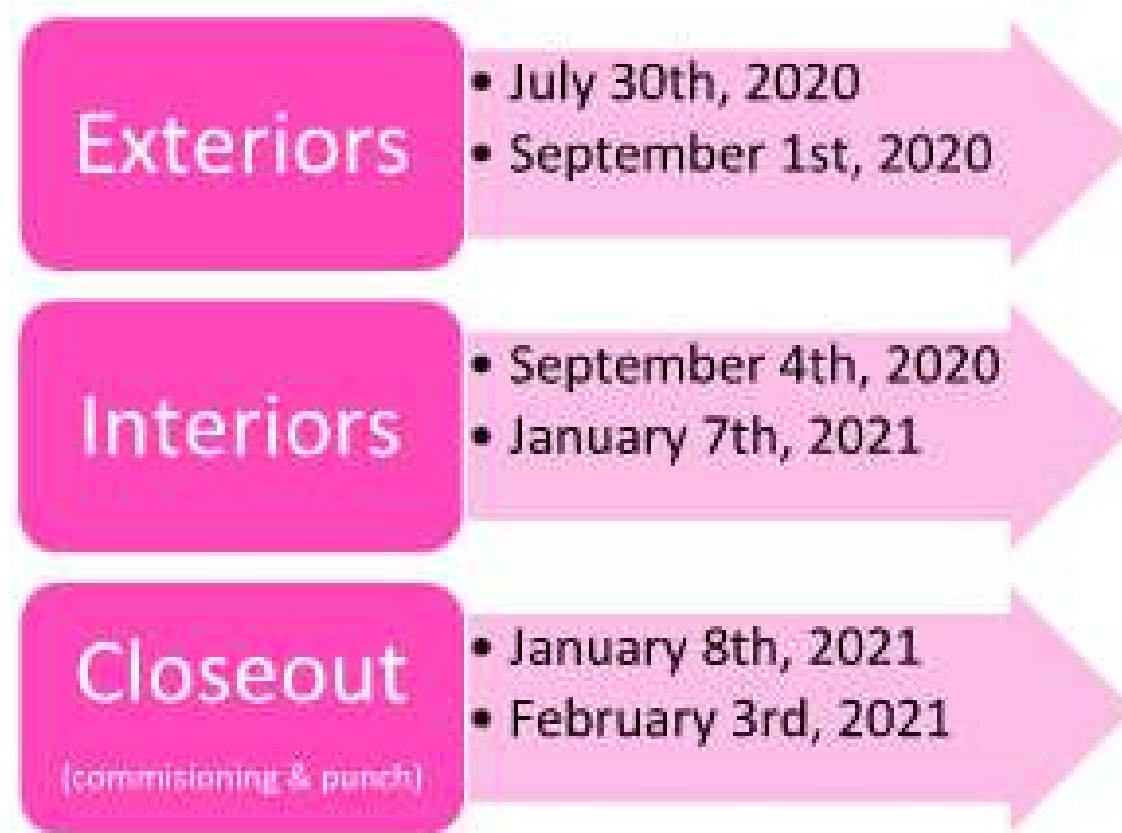 Exteriors
• July 30th, 2020
• September 1st, 2020
Interiors
• September 4th, 2020
• January 7th, 2021
Closeout
(commisioning & punch)
• January 8th, 2021
• February 3rd, 2021